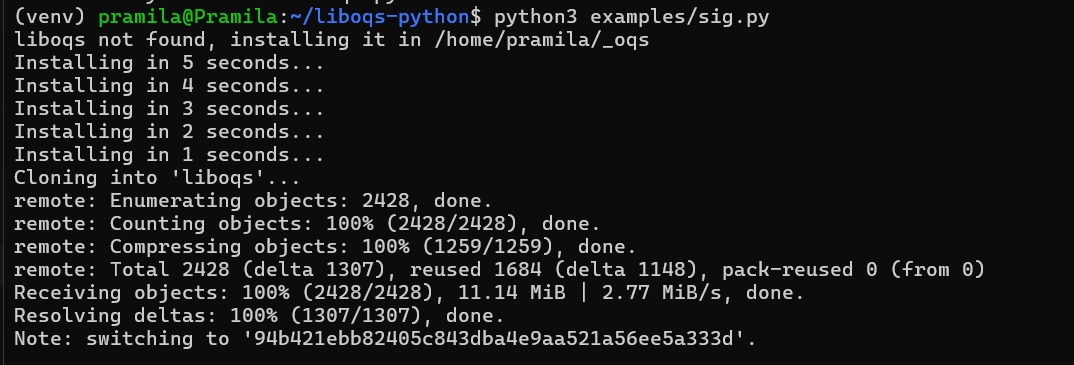 (venv) pramila@Pramila:~/liboqs-python$ python3 examples/sig.py
liboqs not found, installing it in /home/pramila/_oqs
Installing in 5 seconds...
Installing in 4 seconds...
Installing in 3 seconds...
Installing in 2 seconds...
Installing in 1 seconds...
Cloning into 'liboqs'...
remote: Enumerating objects: 2428, done.
remote: Counting objects: 100% (2428/2428), done.
remote: Compressing objects: 100% (1259/1259), done.
remote: Total 2428 (delta 1307), reused 1684 (delta 1148), pack-reused 0 (from 0)
Receiving objects: 100% (2428/2428), 11.14 MiB | 2.77 MiB/s, done.
Resolving deltas: 100% (1307/1307), done.
Note: switching to '94b421ebb82405c843dba4e9aa521a56ee5a333d'.